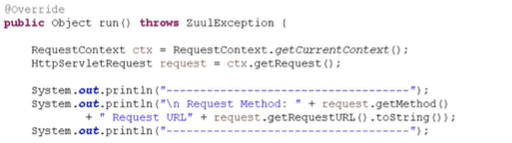 @Override
public Object run() throws ZuulException {
RequestContext ctx = RequestContext.getCurrentContext();
HttpServletRequest request = ctx.getRequest();
System.out.println("------------------------------------");
System.out.println("\n Request Method: " + request.getMethod()
+ " Request URL" + request.getRequestURL().toString());
System.out.println("------------------------------------");